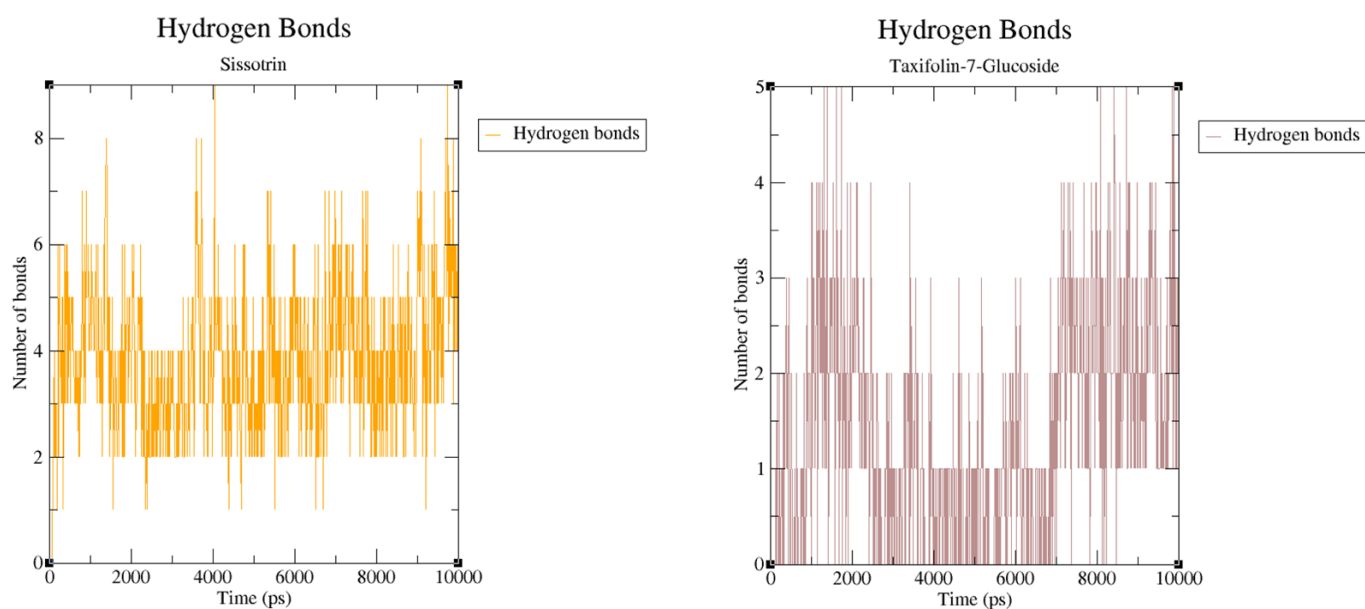 Hydrogen Bonds
Sissotrin
Hydrogen bonds
Number of bonds
8
6
4
2
0
0 2000 4000 6000 8000 10000
Time (ps)
Hydrogen Bonds
Taxifolin-7-Glucoside
Hydrogen bonds
Number of bonds
5
4
3
2
1
0
0 2000 4000 6000 8000 10000
Time (ps)